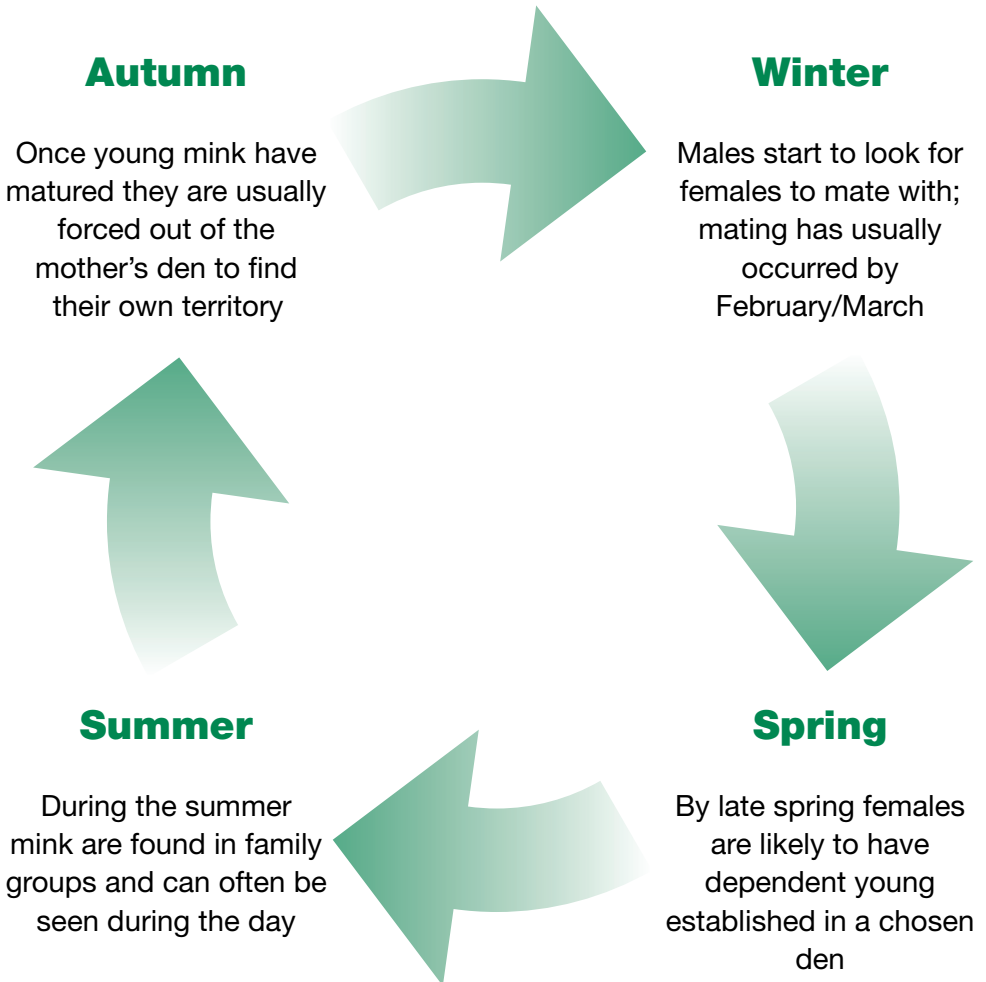 Autumn
Once young mink have
matured they are usually
forced out of the
mother’s den to find
their own territory
Winter
Males start to look for
females to mate with;
mating has usually
occurred by
February/March
Summer
During the summer
mink are found in family
groups and can often be
seen during the day
Spring
By late spring females
are likely to have
dependent young
established in a chosen
den